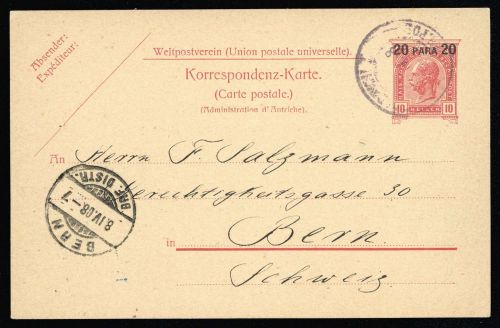 Absender:
Expéditeur:
Weltpostverein (Union postale universelle).
Korrespondenz-Karte.
(Carte postale.)
(Administration d'Autriche)
20 PARA 20
10 HELLER 10
An Herrn F. Salzmann
Gerechtigkeitsgasse 30
in Bern
Schweiz
BERN
8.IV.08-7
BRF. DISTR.